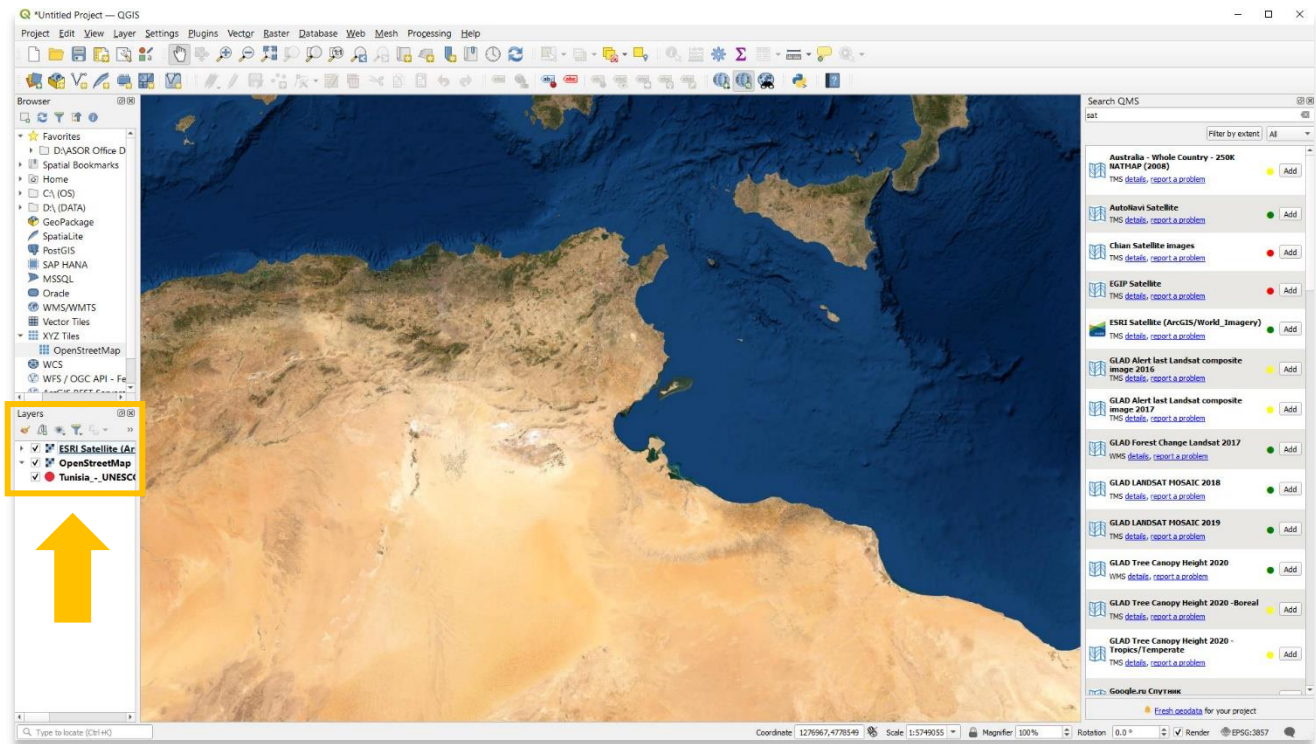 *Untitled Project — QGIS
Project Edit View Layer Settings Plugins Vector Raster Database Web Mesh Processing Help
Browser
Favorites
D:\ASOR Office D
Spatial Bookmarks
Home
C:\ (OS)
D:\ (DATA)
GeoPackage
SpatiaLite
PostGIS
SAP HANA
MSSQL
Oracle
WMS/WMTS
Vector Tiles
XYZ Tiles
OpenStreetMap
WCS
WFS / OGC API - Fe
Layers
ESRI Satellite (Ar
OpenStreetMap
Tunisia_-_UNESC
Search QMS
sat
Filter by extent All
Australia - Whole Country - 250K
NATMAP (2008)
TMS details, report a problem
Add
AutoNavi Satellite
TMS details, report a problem
Add
Chian Satellite images
TMS details, report a problem
Add
EGIP Satellite
TMS details, report a problem
Add
ESRI Satellite (ArcGIS/World_Imagery)
TMS details, report a problem
Add
GLAD Alert last Landsat composite
image 2016
TMS details, report a problem
Add
GLAD Alert last Landsat composite
image 2017
TMS details, report a problem
Add
GLAD Forest Change Landsat 2017
WMS details, report a problem
Add
GLAD LANDSAT MOSAIC 2018
TMS details, report a problem
Add
GLAD LANDSAT MOSAIC 2019
TMS details, report a problem
Add
GLAD Tree Canopy Height 2020
WMS details, report a problem
Add
GLAD Tree Canopy Height 2020 -Boreal
TMS details, report a problem
Add
GLAD Tree Canopy Height 2020 -
Tropics/Temperate
TMS details, report a problem
Add
Google.ru Спутник
Fresh geodata for your project
Type to locate (Ctrl+K)
Coordinate 1276967,4778549 Scale 1:5749055 Magnifier 100% Rotation 0.0 ° Render EPSG:3857